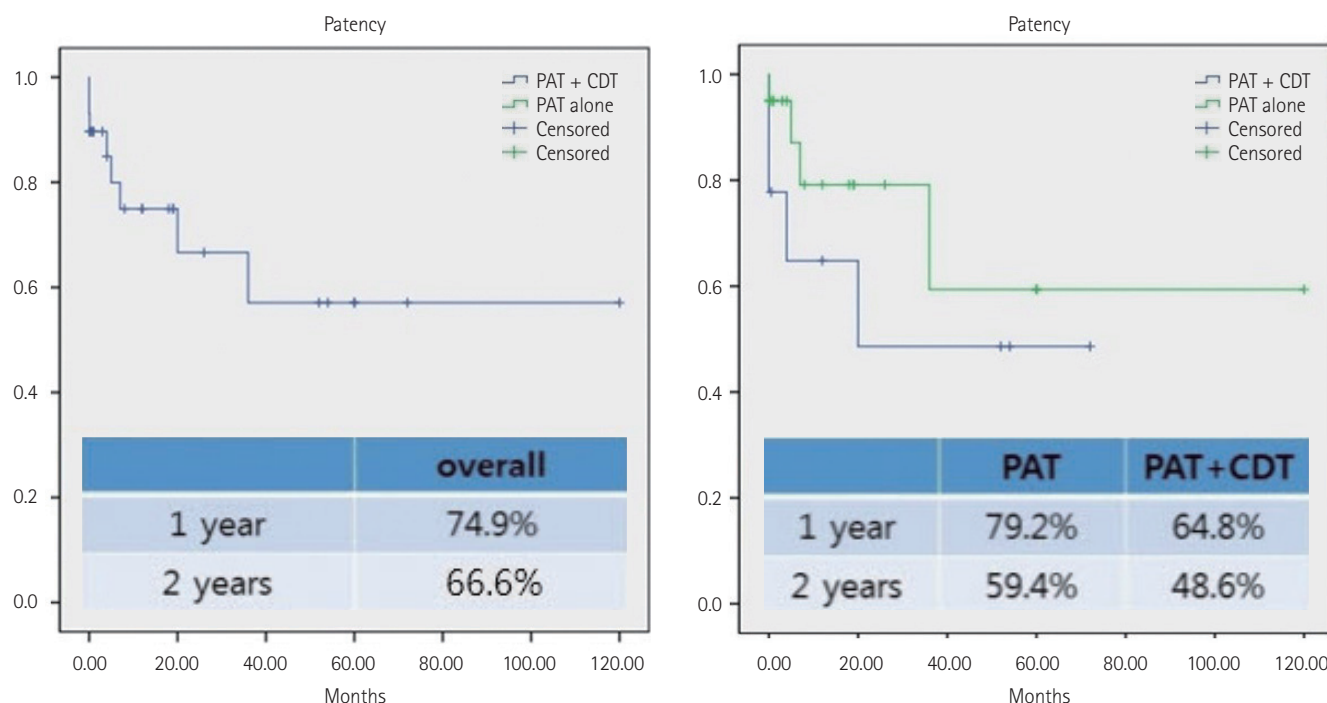 Patency
PAT + CDT
PAT alone
Censored
Censored
1.0
0.8
0.6
0.4
0.2
0.0
overall
1 year 74.9%
2 years 66.6%
0.00 20.00 40.00 60.00 80.00 100.00 120.00
Months
Patency
PAT + CDT
PAT alone
Censored
Censored
1.0
0.8
0.6
0.4
0.2
0.0
PAT PAT+CDT
1 year 79.2% 64.8%
2 years 59.4% 48.6%
0.00 20.00 40.00 60.00 80.00 100.00 120.00
Months